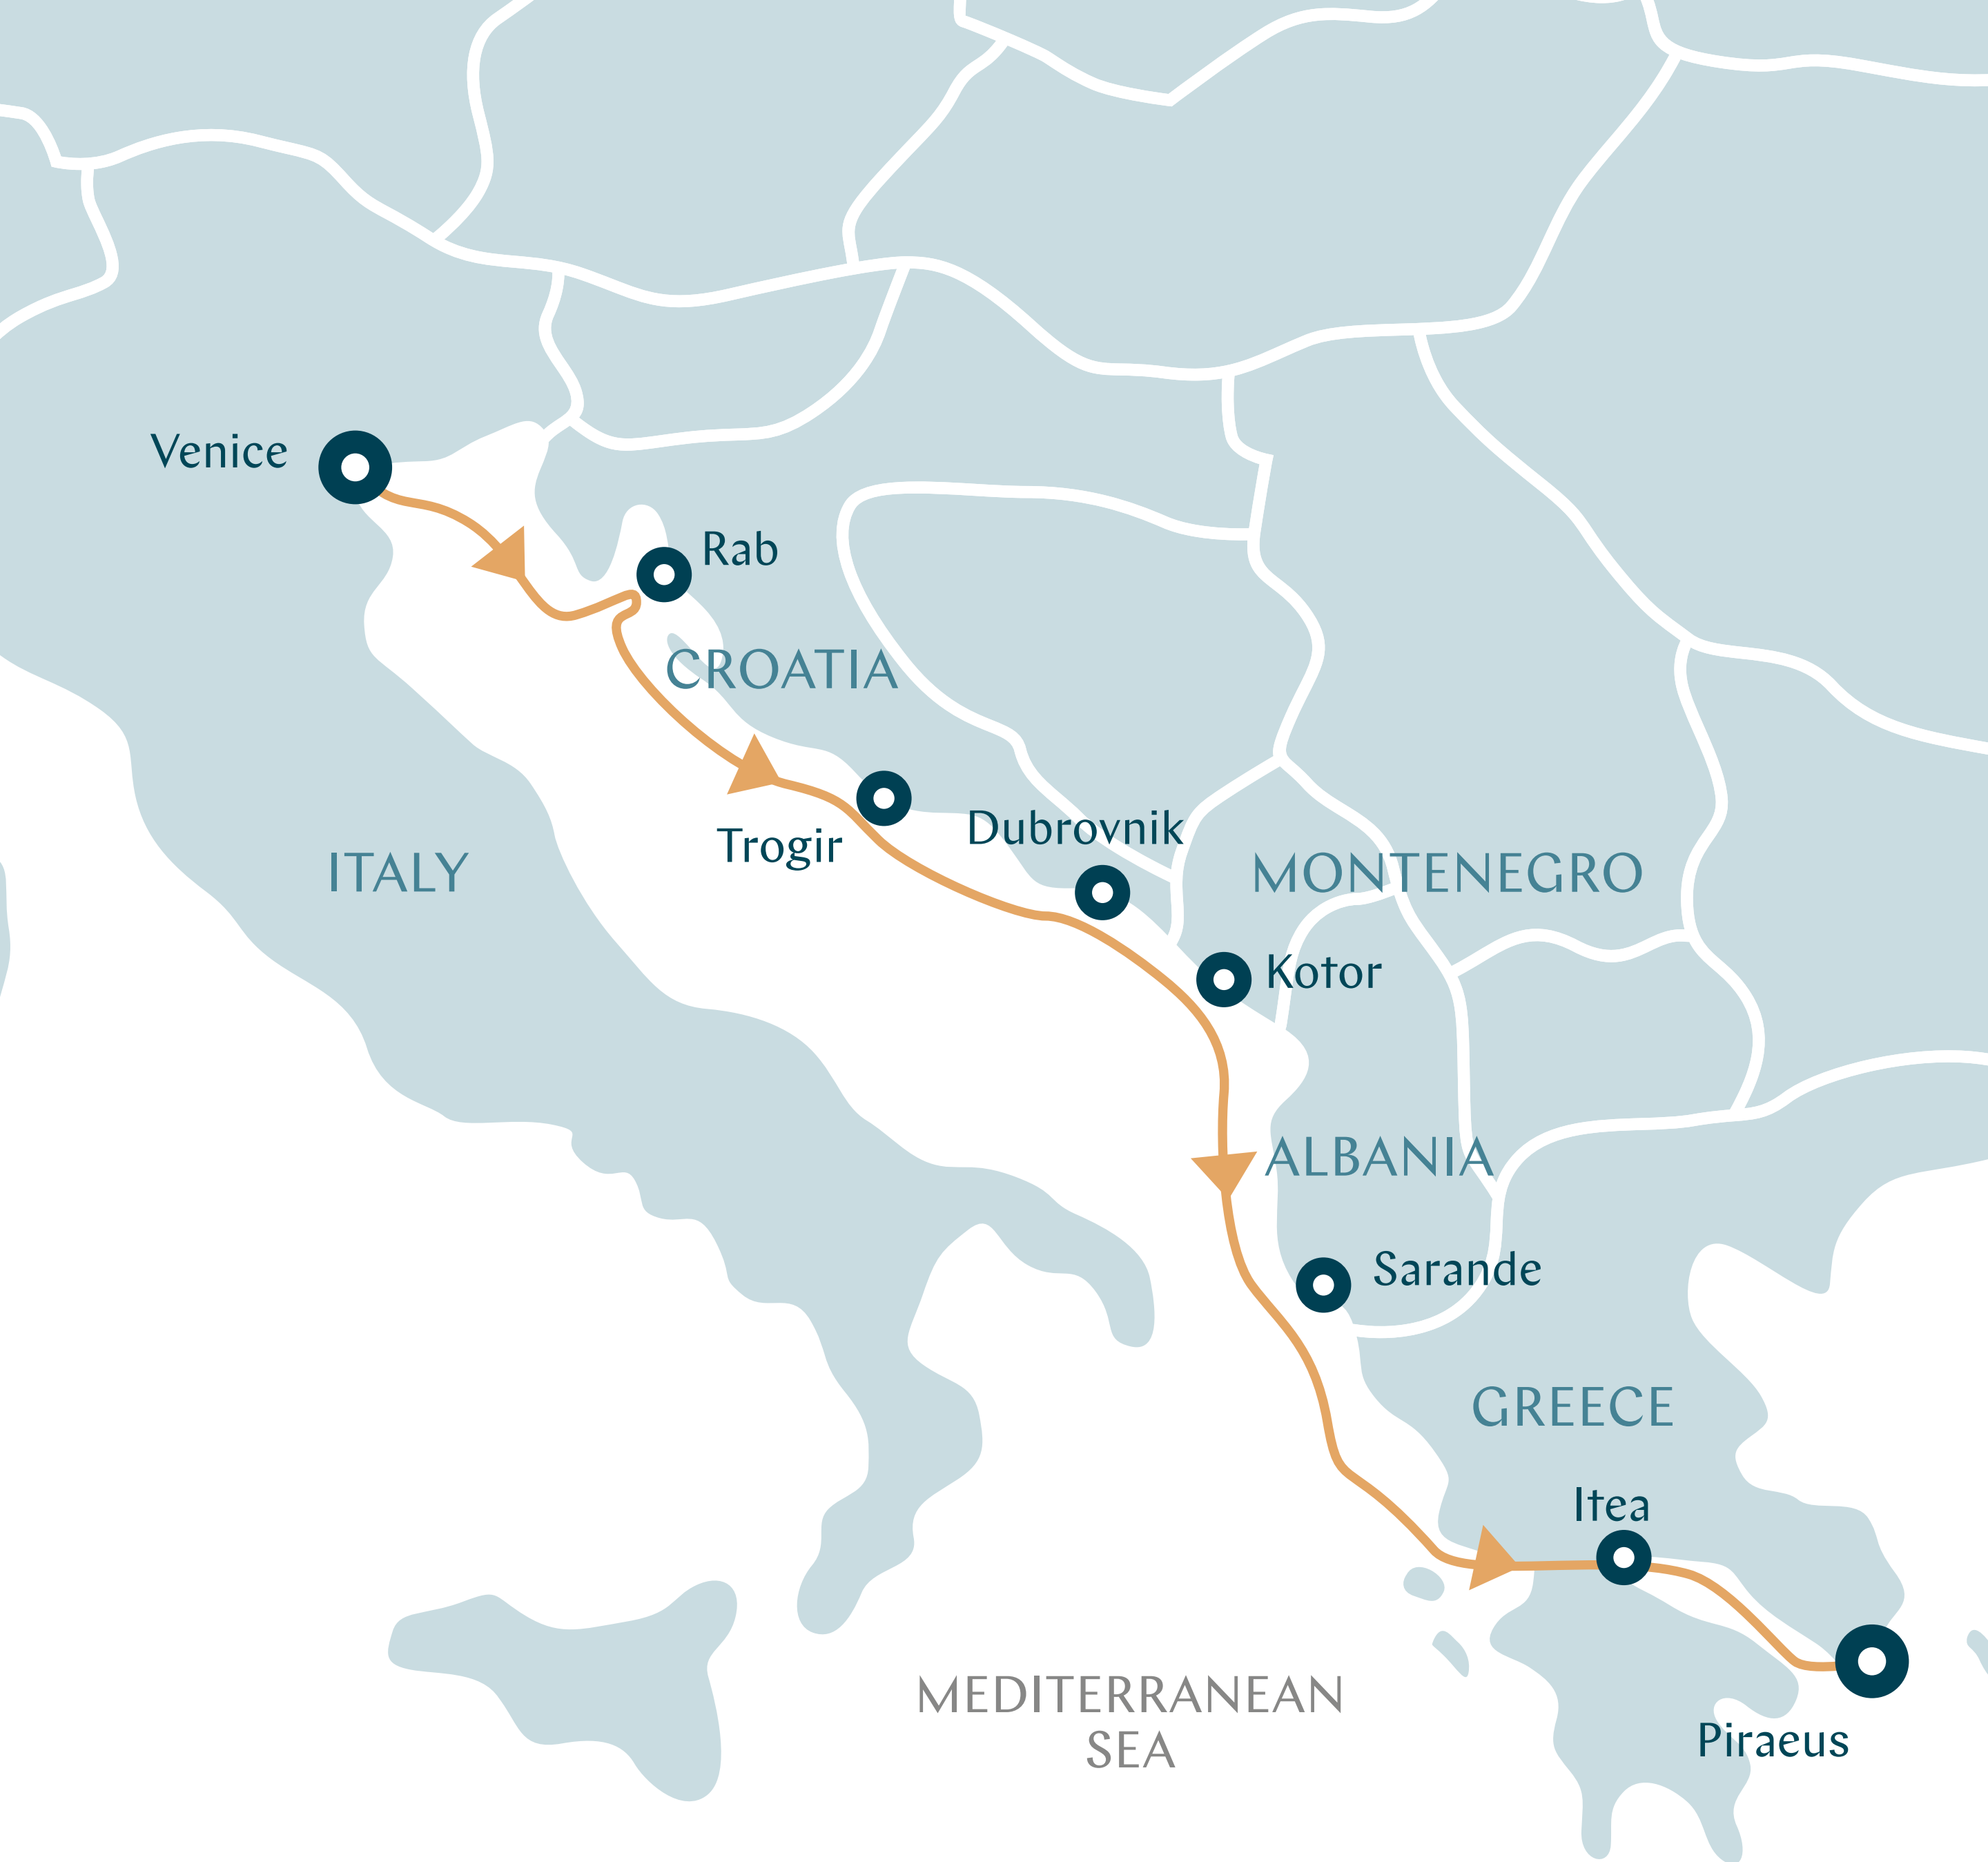 Venice
Rab
CROATIA
Dubrovnik
Trogir
ITALY
MONTENEGRO
Kotor
ALBANIA
Sarande
GREECE
Itea
MEDITERRANEAN
SEA
Piraeus